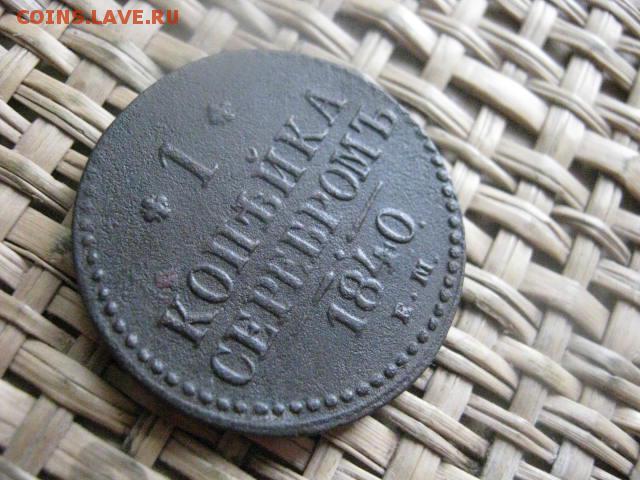 COINS.LAVE.RU
1
КОПѢЙКА
СЕРЕБРОМЪ
1840.
Е.М.